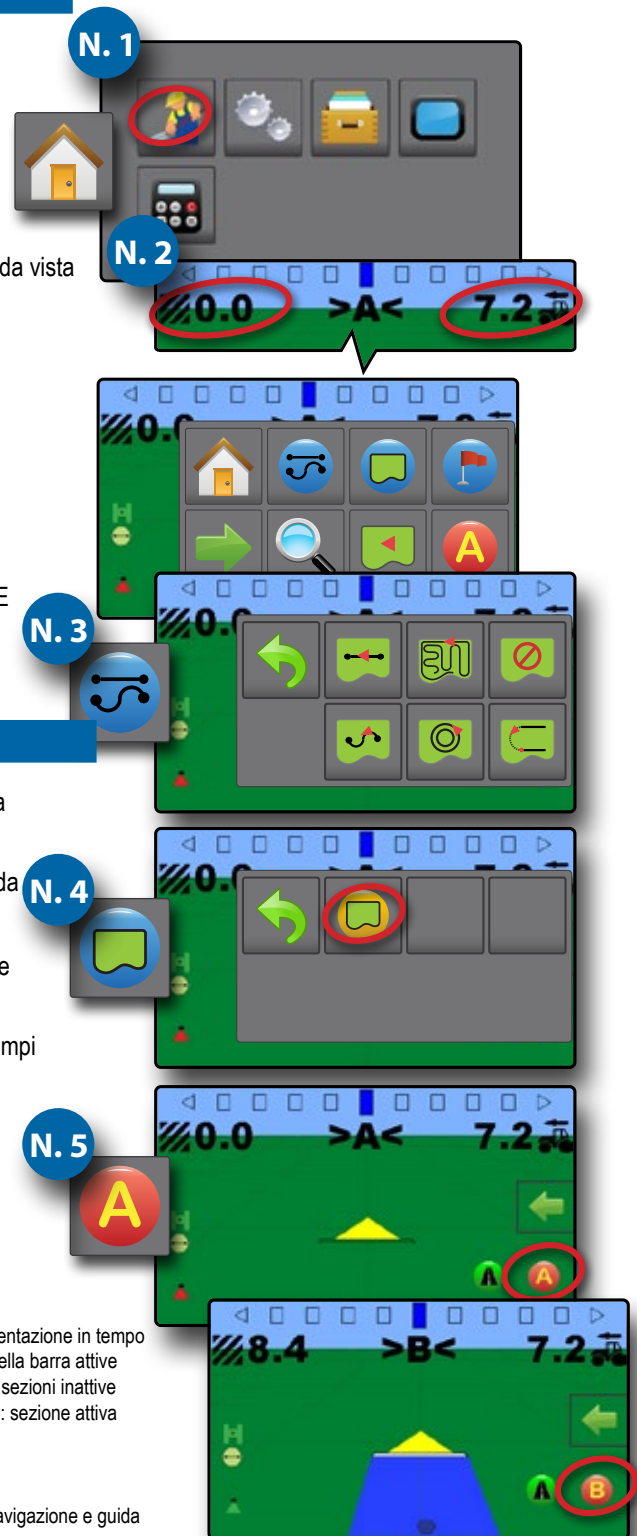 N. 1
N. 2
da vista
0.0 >A< 7.2
0.
A
E
N. 3
0.
a
da
N. 4
0.
e
mpi
N. 5
0.0 >A< 7.2
A
A
entazione in tempo
ella barra attive
8.4 >B< 7.2
sezioni inattive
: sezione attiva
B
avigazione e guida